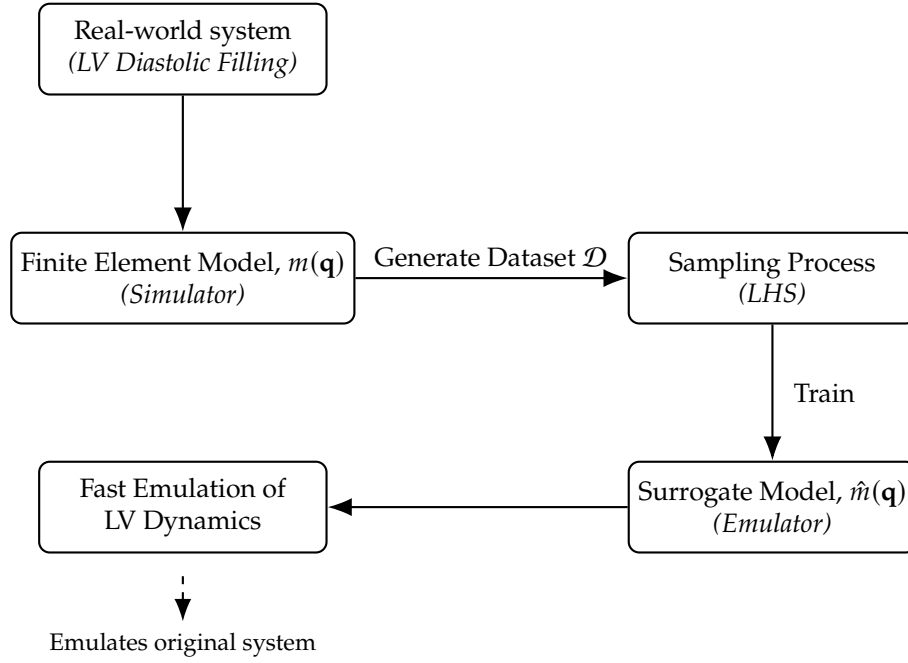 Real-world system
(LV Diastolic Filling)
Finite Element Model, m(q)
(Simulator)
Generate Dataset 𝒟
Sampling Process
(LHS)
Train
Surrogate Model, m̂(q)
(Emulator)
Fast Emulation of
LV Dynamics
Emulates original system